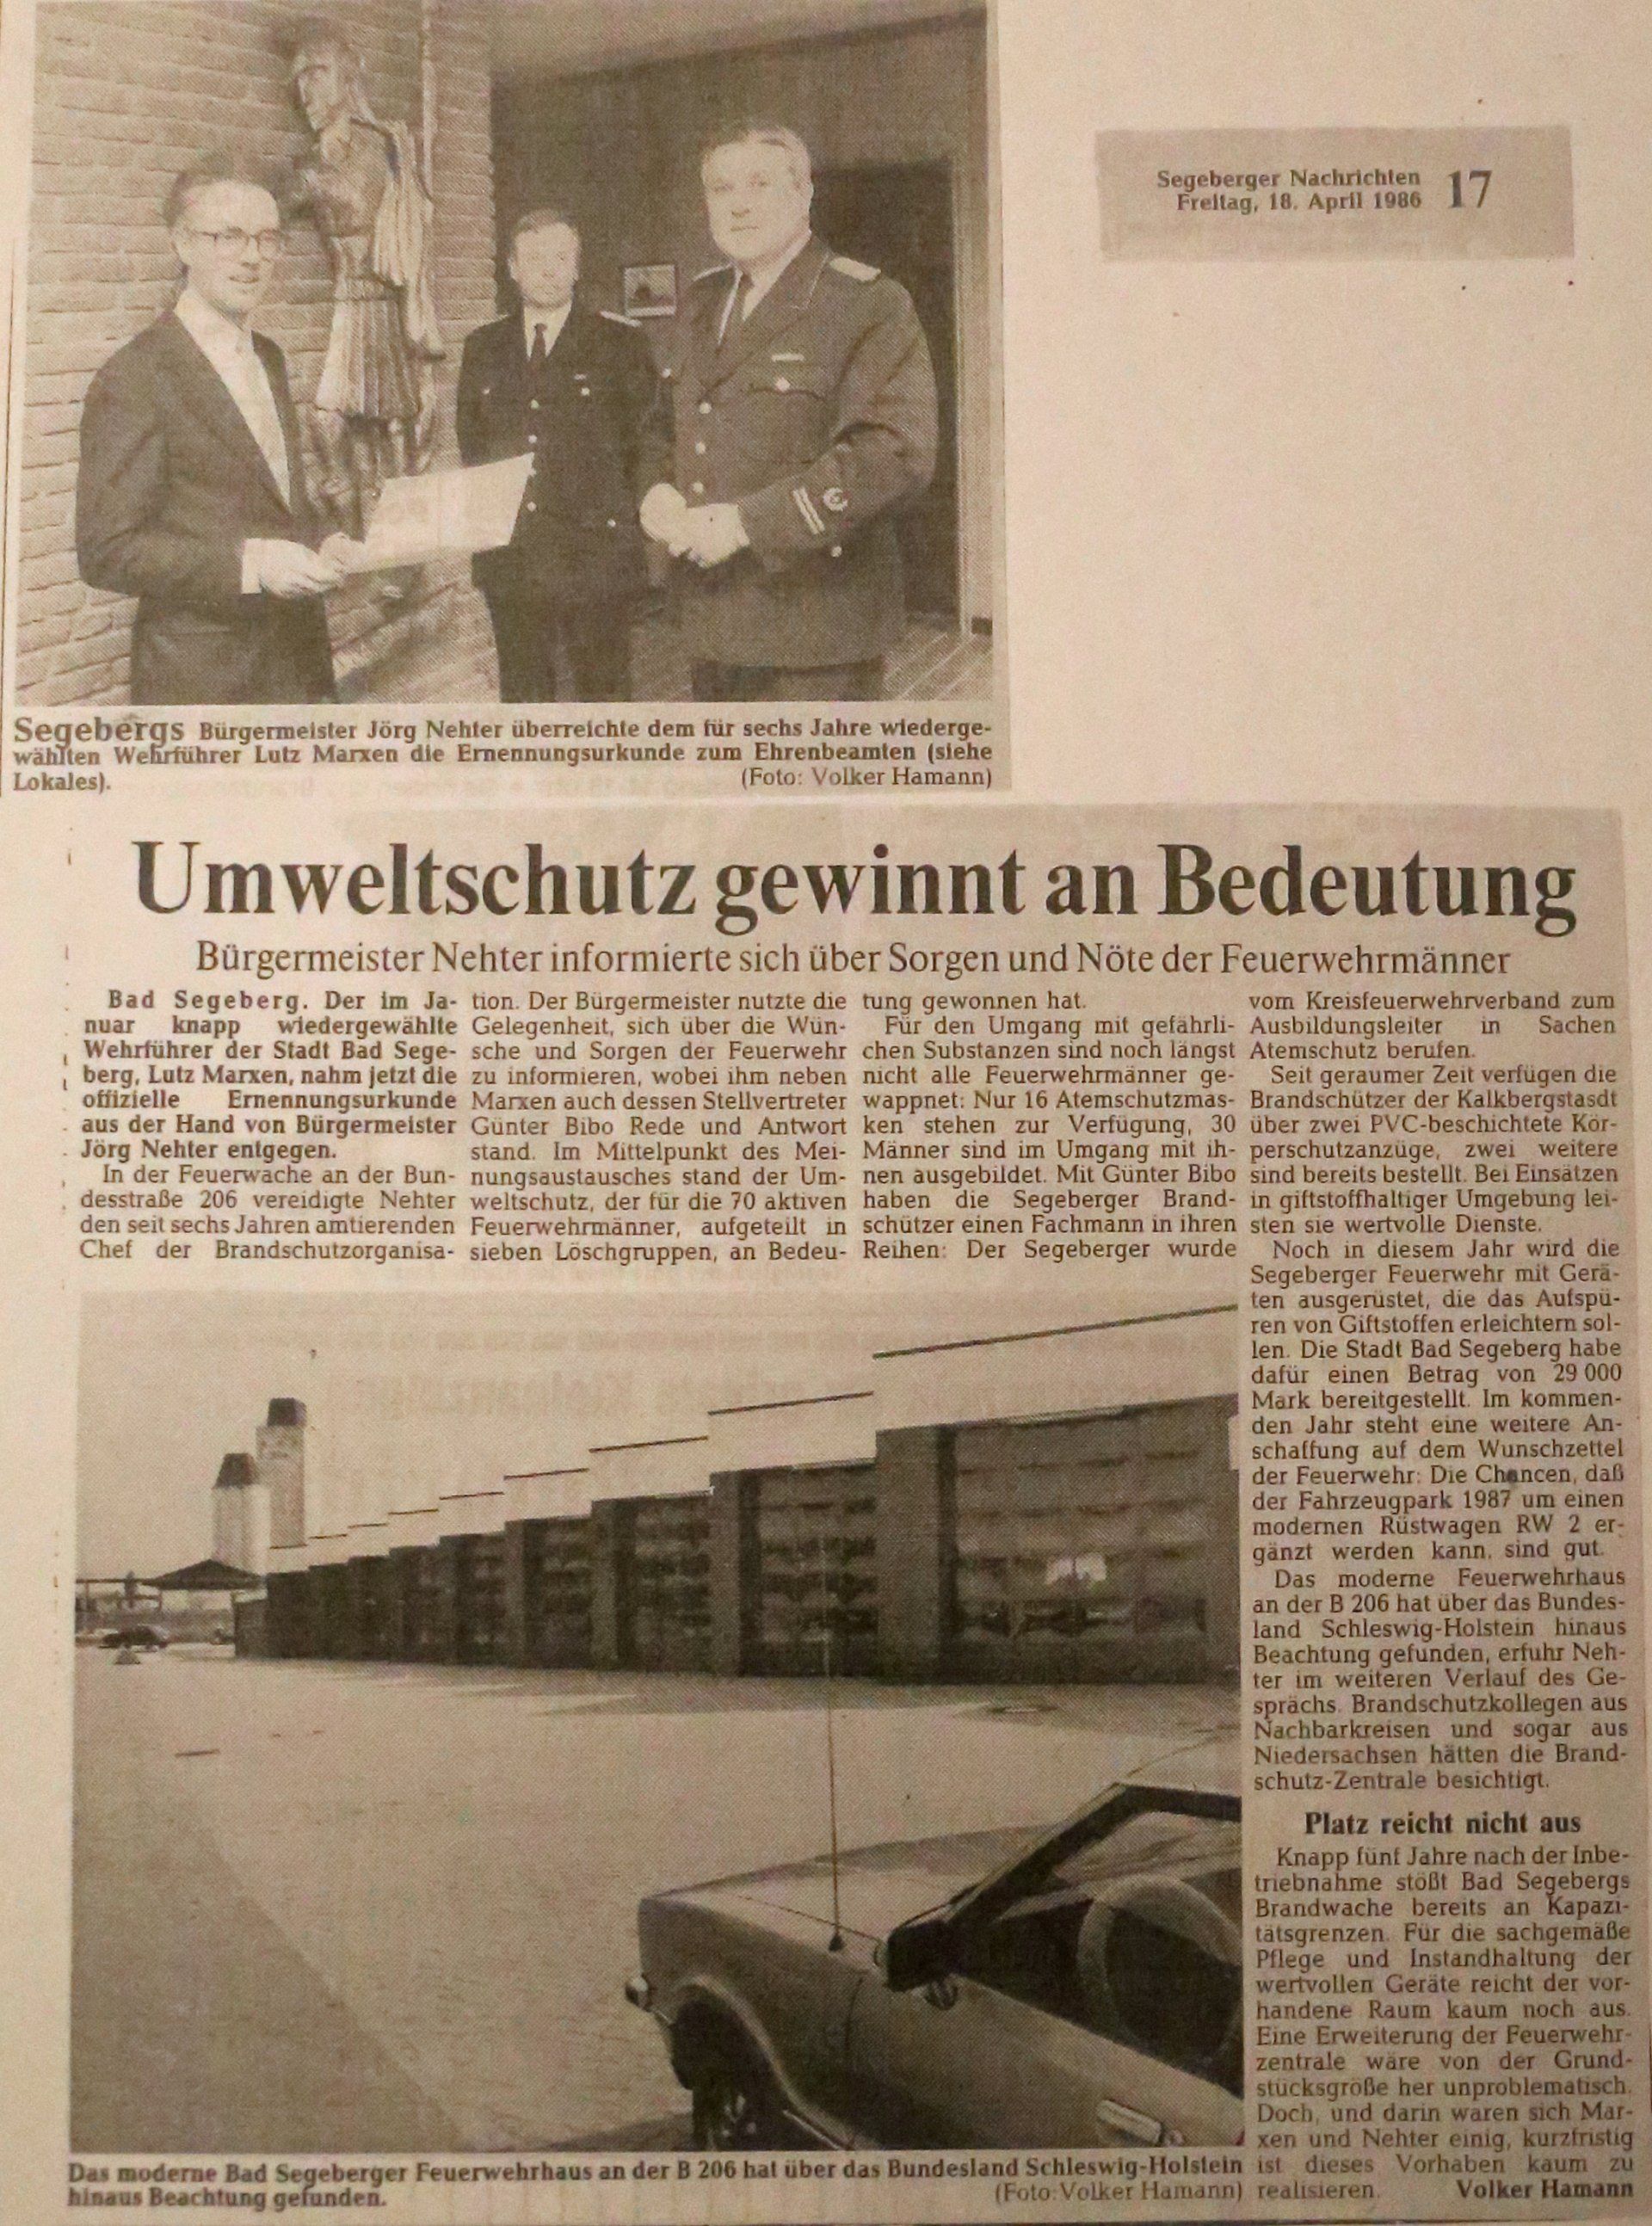 Segeberger Nachrichten
Freitag, 18. April 1986 17
Segebergs Bürgermeister Jörg Nehter überreichte dem für sechs Jahre wiederge-
wählten Wehrführer Lutz Marxen die Ernennungsurkunde zum Ehrenbeamten (siehe
Lokales). (Foto: Volker Hamann)
Umweltschutz gewinnt an Bedeutung
Bürgermeister Nehter informierte sich über Sorgen und Nöte der Feuerwehrmänner
Bad Segeberg. Der im Ja-
nuar knapp wiedergewählte
Wehrführer der Stadt Bad Sege-
berg, Lutz Marxen, nahm jetzt die
offizielle Ernennungsurkunde
aus der Hand von Bürgermeister
Jörg Nehter entgegen.
In der Feuerwache an der Bun-
desstraße 206 vereidigte Nehter
den seit sechs Jahren amtierenden
Chef der Brandschutzorganisa-
tion. Der Bürgermeister nutzte die
Gelegenheit, sich über die Wün-
sche und Sorgen der Feuerwehr
zu informieren, wobei ihm neben
Marxen auch dessen Stellvertreter
Günter Bibo Rede und Antwort
stand. Im Mittelpunkt des Mei-
nungsaustausches stand der Um-
weltschutz, der für die 70 aktiven
Feuerwehrmänner, aufgeteilt in
sieben Löschgruppen, an Bedeu-
tung gewonnen hat.
Für den Umgang mit gefährli-
chen Substanzen sind noch längst
nicht alle Feuerwehrmänner ge-
wappnet: Nur 16 Atemschutzmas-
ken stehen zur Verfügung, 30
Männer sind im Umgang mit ih-
nen ausgebildet. Mit Günter Bibo
haben die Segeberger Brand-
schützer einen Fachmann in ihren
Reihen: Der Segeberger wurde
vom Kreisfeuerwehrverband zum
Ausbildungsleiter in Sachen
Atemschutz berufen.
Seit geraumer Zeit verfügen die
Brandschützer der Kalkbergstasdt
über zwei PVC-beschichtete Kör-
perschutzanzüge, zwei weitere
sind bereits bestellt. Bei Einsätzen
in giftstoffhaltiger Umgebung lei-
sten sie wertvolle Dienste.
Noch in diesem Jahr wird die
Segeberger Feuerwehr mit Gerä-
ten ausgerüstet, die das Aufspü-
ren von Giftstoffen erleichtern sol-
len. Die Stadt Bad Segeberg habe
dafür einen Betrag von 29 000
Mark bereitgestellt. Im kommen-
den Jahr steht eine weitere An-
schaffung auf dem Wunschzettel
der Feuerwehr: Die Chancen, daß
der Fahrzeugpark 1987 um einen
modernen Rüstwagen RW 2 er-
gänzt werden kann, sind gut.
Das moderne Feuerwehrhaus
an der B 206 hat über das Bundes-
land Schleswig-Holstein hinaus
Beachtung gefunden, erfuhr Neh-
ter im weiteren Verlauf des Ge-
sprächs. Brandschutzkollegen aus
Nachbarkreisen und sogar aus
Niedersachsen hätten die Brand-
schutz-Zentrale besichtigt.
Platz reicht nicht aus
Knapp fünf Jahre nach der Inbe-
triebnahme stößt Bad Segebergs
Brandwache bereits an Kapazi-
tätsgrenzen. Für die sachgemäße
Pflege und Instandhaltung der
wertvollen Geräte reicht der vor-
handene Raum kaum noch aus.
Eine Erweiterung der Feuerwehr-
zentrale wäre von der Grund-
stücksgröße her unproblematisch.
Doch, und darin waren sich Mar-
xen und Nehter einig, kurzfristig
ist dieses Vorhaben kaum zu
realisieren. Volker Hamann
Das moderne Bad Segeberger Feuerwehrhaus an der B 206 hat über das Bundesland Schleswig-Holstein
hinaus Beachtung gefunden. (Foto: Volker Hamann)